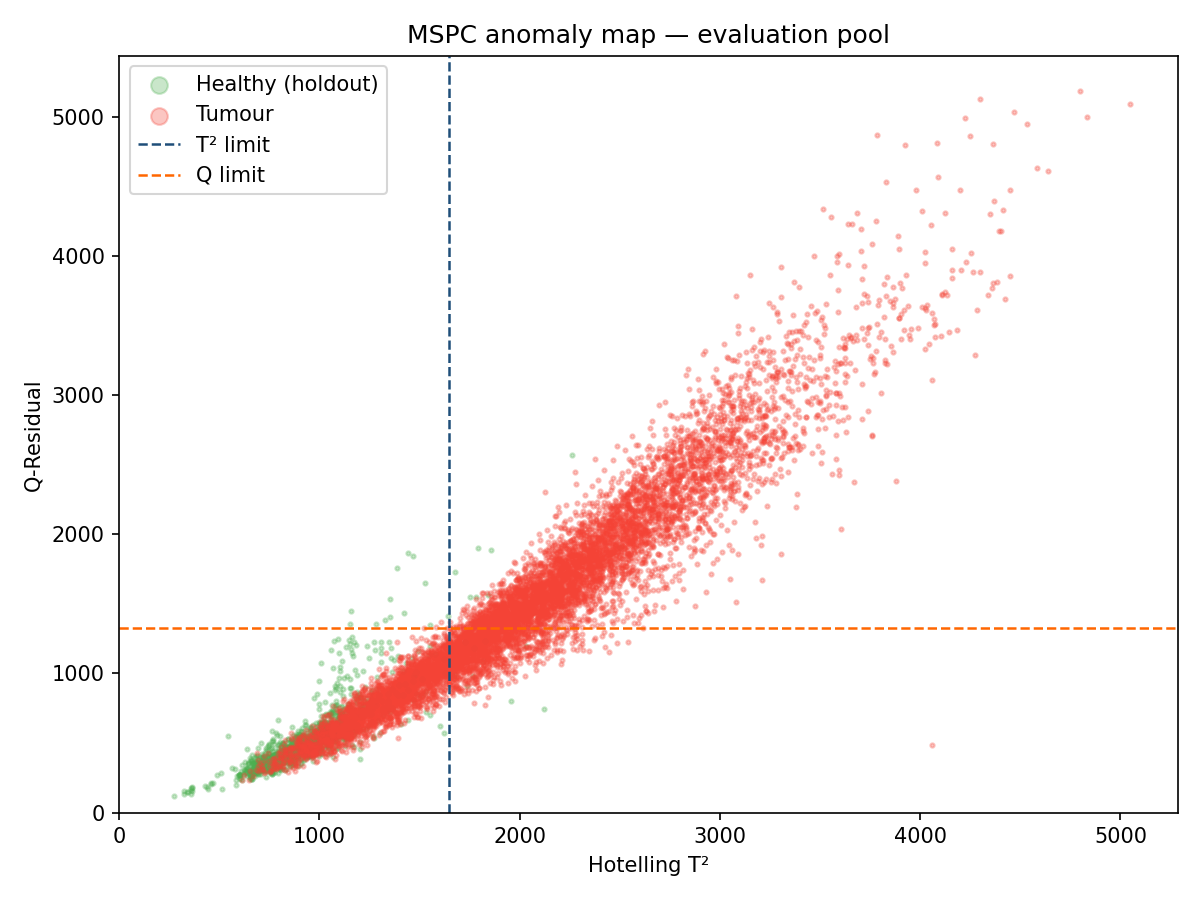 MSPC anomaly map — evaluation pool
Healthy (holdout)
Tumour
T² limit
Q limit
5000
4000
3000
2000
1000
0
Q-Residual
0 1000 2000 3000 4000 5000
Hotelling T²